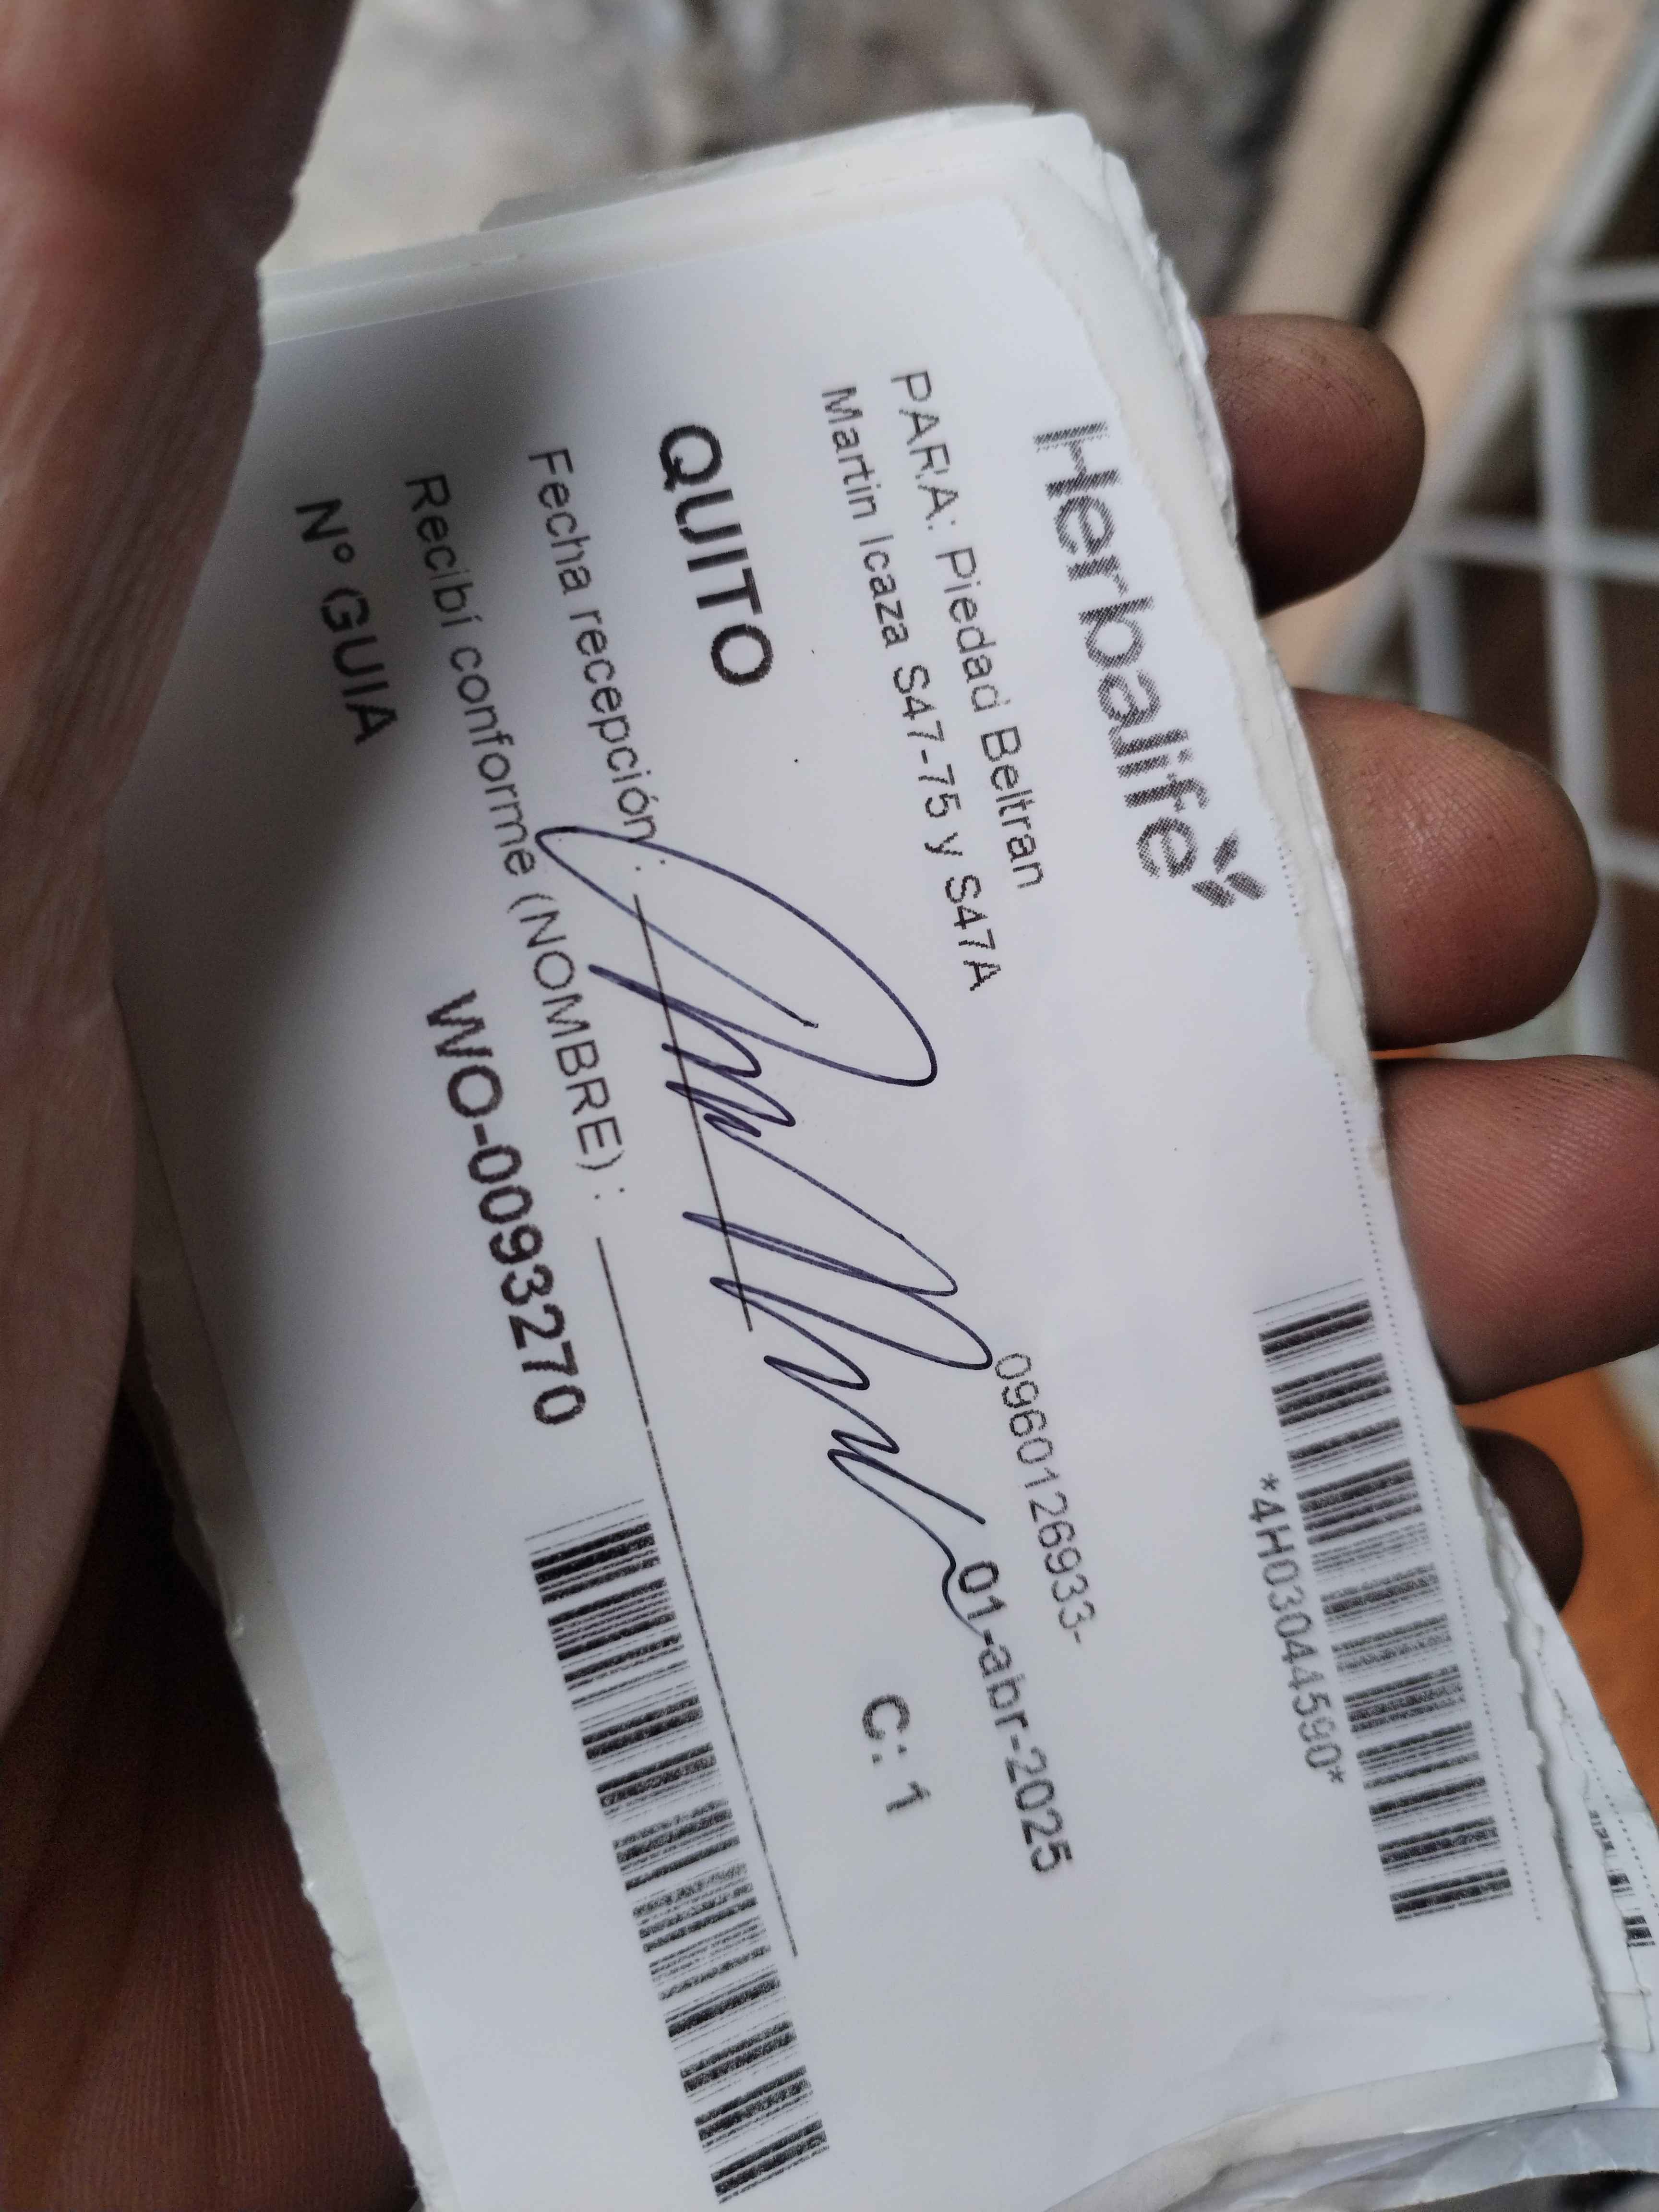 Herbalife
*4H03044590*
PARA: Piedad Beltran
0960126933-
Martin Icaza S47-75 y S47A
01-abr-2025
QUITO
C: 1
Fecha recepción :
Recibí conforme (NOMBRE) :
Nº GUIA
WO-0093270